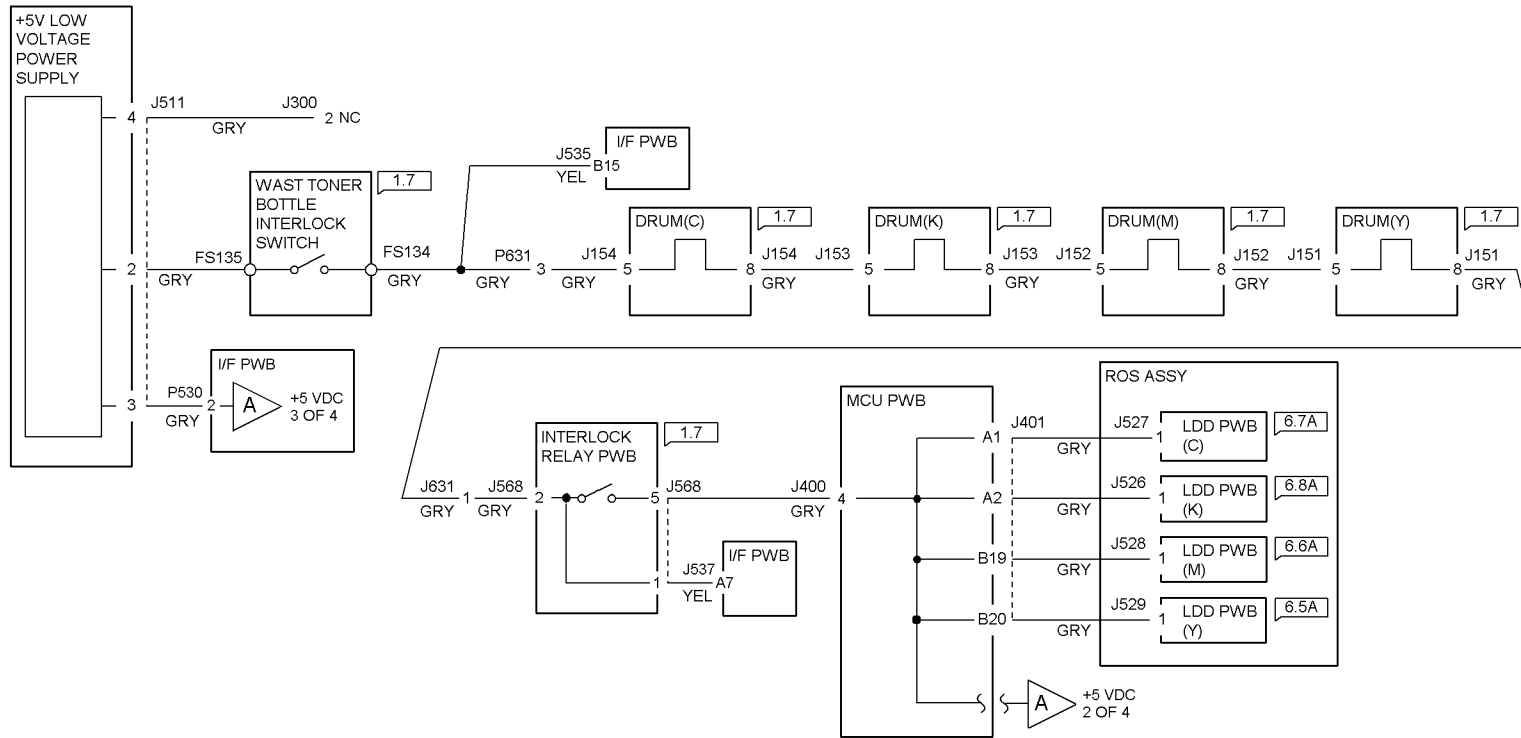 +5V LOW
VOLTAGE
POWER
SUPPLY
4
J511
GRY
J300
2 NC
2
GRY
FS135
WAST TONER
BOTTLE
INTERLOCK
SWITCH
1.7
FS134
GRY
J535
YEL
B15
I/F PWB
P631
GRY
3
GRY
J154
5
DRUM(C)
1.7
8
J154
GRY
J153
5
DRUM(K)
1.7
8
J153
GRY
J152
5
DRUM(M)
1.7
8
J152
GRY
J151
5
DRUM(Y)
1.7
8
J151
GRY
3
P530
GRY
2
I/F PWB
A
+5 VDC
3 OF 4
J631
GRY
1
J568
GRY
2
INTERLOCK
RELAY PWB
1.7
5
J568
1
J537
YEL
A7
I/F PWB
J400
GRY
4
MCU PWB
A1
A2
B19
B20
J401
GRY
GRY
GRY
GRY
ROS ASSY
J527
1
LDD PWB
(C)
6.7A
J526
1
LDD PWB
(K)
6.8A
J528
1
LDD PWB
(M)
6.6A
J529
1
LDD PWB
(Y)
6.5A
A
+5 VDC
2 OF 4